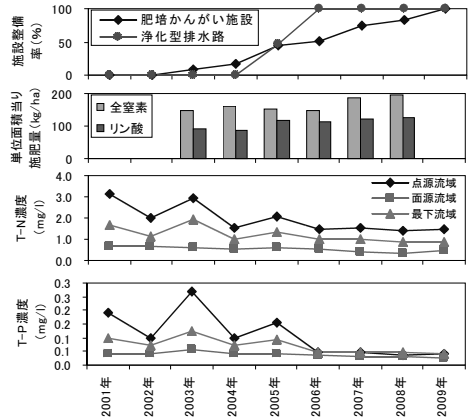 施設整備
率(%)
100
50
0
肥培かんがい施設
浄化型排水路
単位面積当り
施肥量(kg/ha)
200
100
0
全窒素
リン酸
T-N濃度
(mg/l)
4.0
3.0
2.0
1.0
0.0
点源流域
面源流域
最下流域
T-P濃度
(mg/l)
0.3
0.3
0.2
0.2
0.1
0.1
0.0
2001年
2002年
2003年
2004年
2005年
2006年
2007年
2008年
2009年